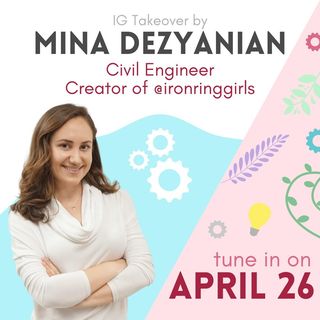 IG Takeover by
MINA DEZYANIAN
Civil Engineer
Creator of @ironringgirls
tune in on
APRIL 26